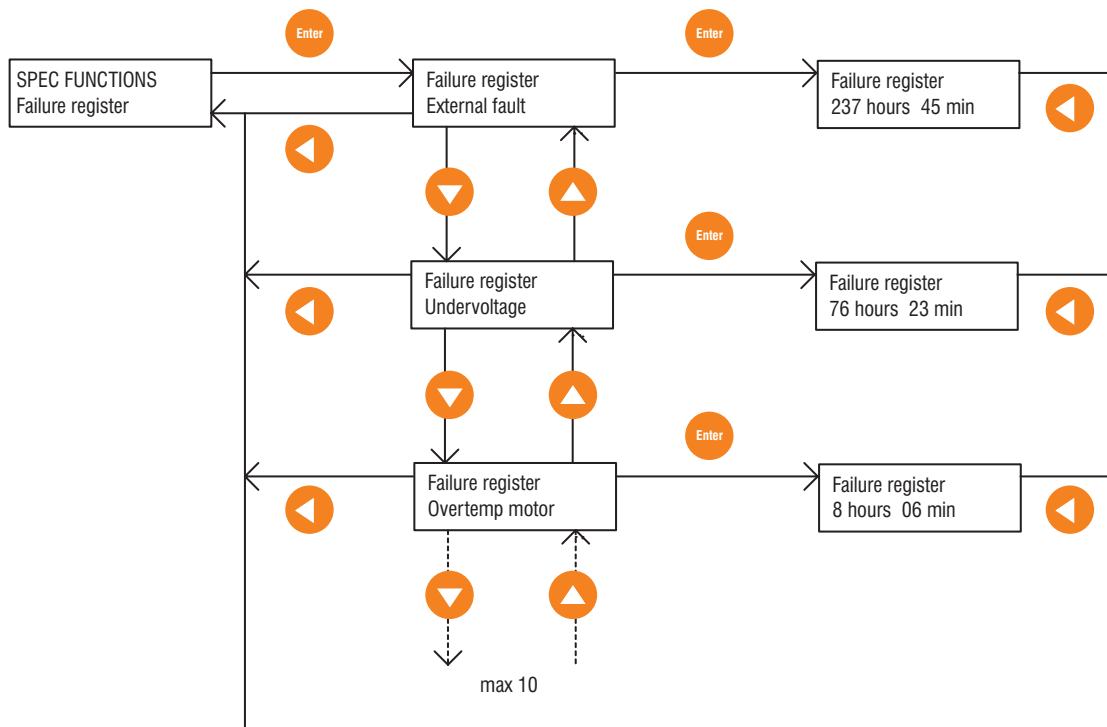 Enter
Enter
SPEC FUNCTIONS
Failure register
Failure register
External fault
Failure register
237 hours 45 min
Enter
Failure register
Undervoltage
Failure register
76 hours 23 min
Enter
Failure register
Overtemp motor
Failure register
8 hours 06 min
max 10